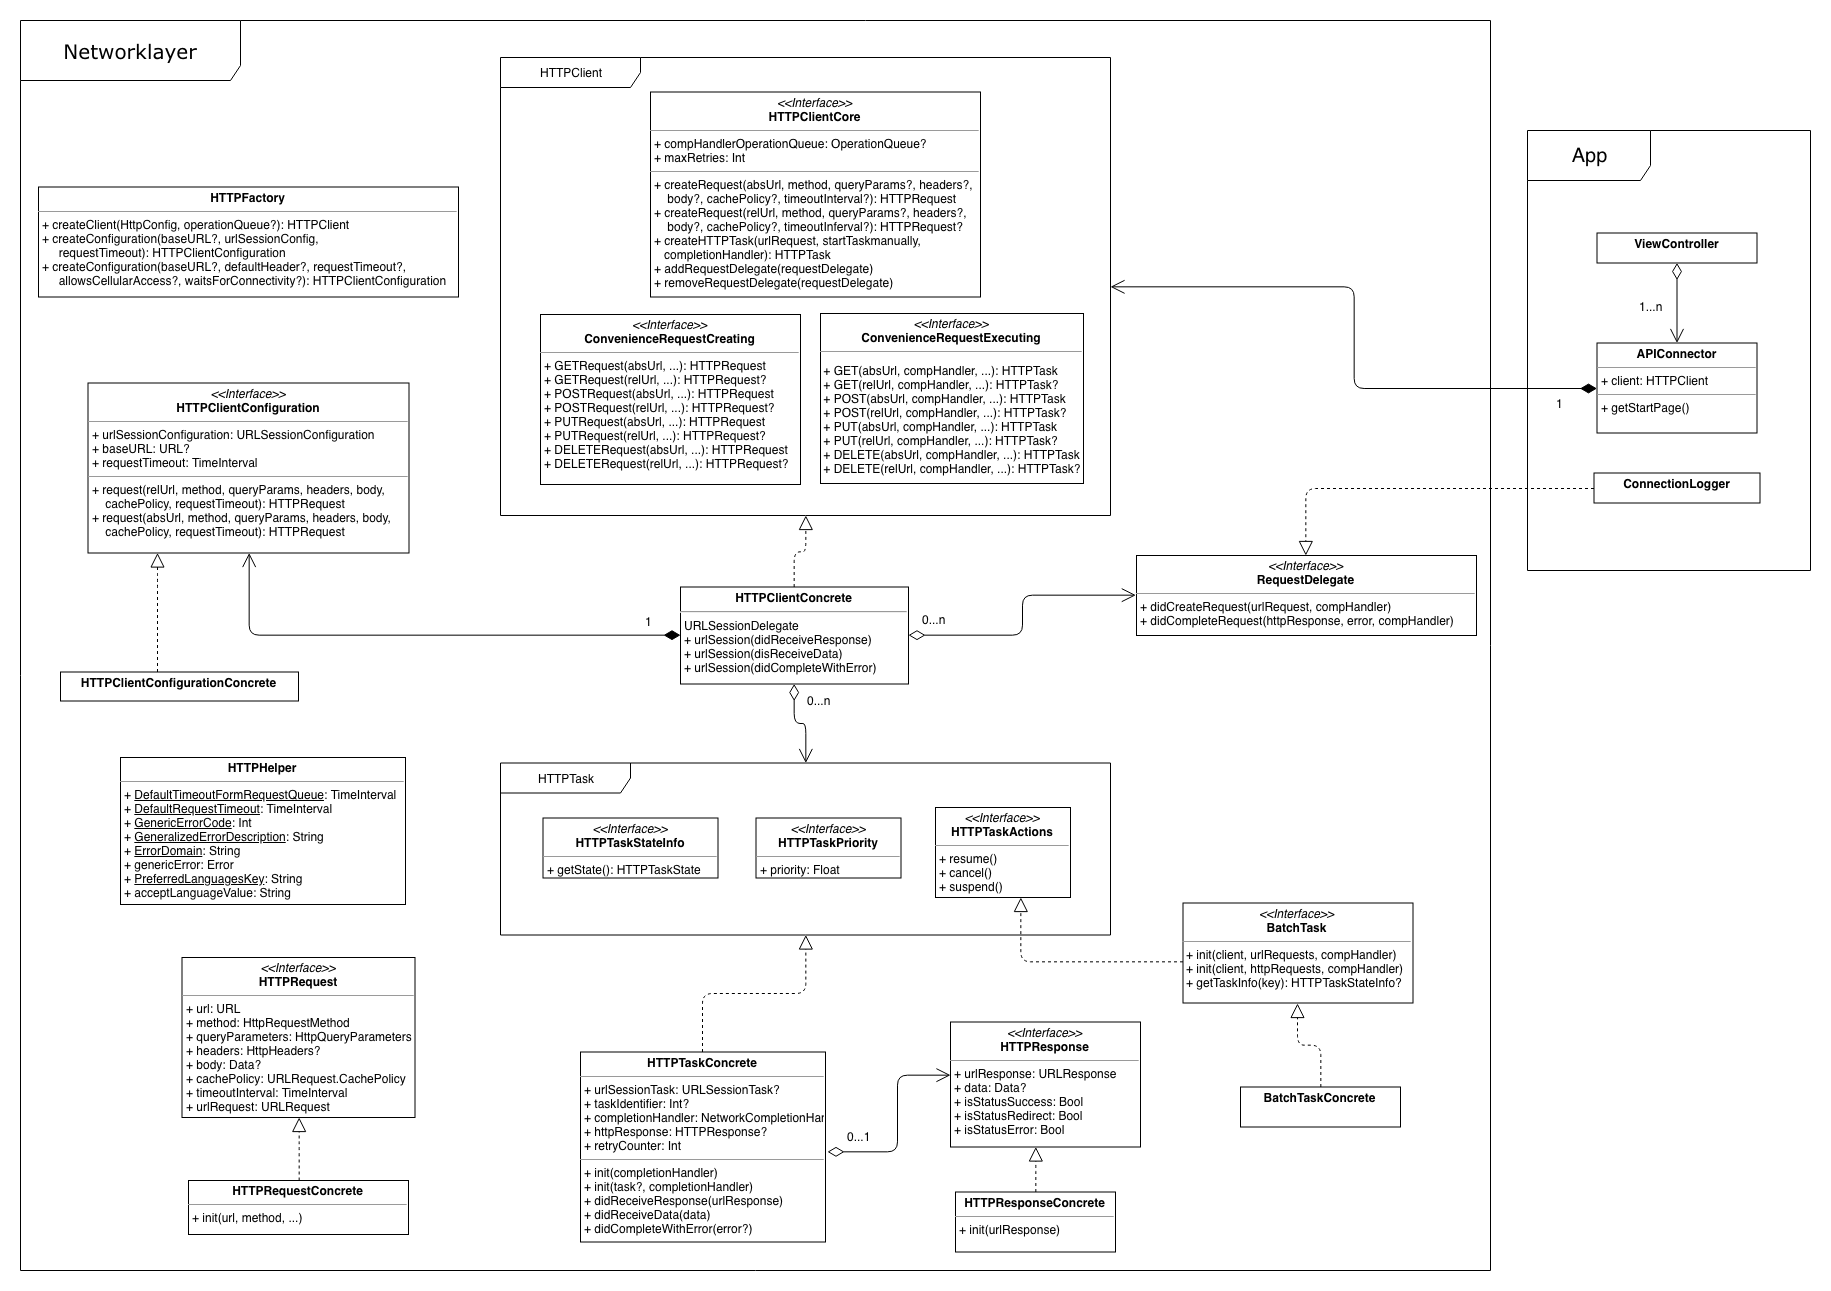 Networklayer
HTTPFactory
+ createClient(HttpConfig, operationQueue?): HTTPClient
+ createConfiguration(baseURL?, urlSessionConfig,
requestTimeout): HTTPClientConfiguration
+ createConfiguration(baseURL?, defaultHeader?, requestTimeout?,
allowsCellularAccess?, waitsForConnectivity?): HTTPClientConfiguration
<<Interface>>
HTTPClientConfiguration
+ urlSessionConfiguration: URLSessionConfiguration
+ baseURL: URL?
+ requestTimeout: TimeInterval
+ request(relUrl, method, queryParams, headers, body,
cachePolicy, requestTimeout): HTTPRequest
+ request(absUrl, method, queryParams, headers, body,
cachePolicy, requestTimeout): HTTPRequest
HTTPClientConfigurationConcrete
HTTPHelper
+ DefaultTimeoutFormRequestQueue: TimeInterval
+ DefaultRequestTimeout: TimeInterval
+ GenericErrorCode: Int
+ GeneralizedErrorDescription: String
+ ErrorDomain: String
+ genericError: Error
+ PreferredLanguagesKey: String
+ acceptLanguageValue: String
<<Interface>>
HTTPRequest
+ url: URL
+ method: HttpRequestMethod
+ queryParameters: HttpQueryParameters
+ headers: HttpHeaders?
+ body: Data?
+ cachePolicy: URLRequest.CachePolicy
+ timeoutInterval: TimeInterval
+ urlRequest: URLRequest
HTTPRequestConcrete
+ init(url, method, ...)
HTTPClient
<<Interface>>
HTTPClientCore
+ compHandlerOperationQueue: OperationQueue?
+ maxRetries: Int
+ createRequest(absUrl, method, queryParams?, headers?,
body?, cachePolicy?, timeoutInterval?): HTTPRequest
+ createRequest(relUrl, method, queryParams?, headers?,
body?, cachePolicy?, timeoutInterfa?): HTTPRequest?
+ createHTTPTask(urlRequest, startTaskmanually,
completionHandler): HTTPTask
+ addRequestDelegate(requestDelegate)
+ removeRequestDelegate(requestDelegate)
<<Interface>>
ConvenienceRequestCreating
+ GETRequest(absUrl, ...): HTTPRequest
+ GETRequest(relUrl, ...): HTTPRequest?
+ POSTRequest(absUrl, ...): HTTPRequest
+ POSTRequest(relUrl, ...): HTTPRequest?
+ PUTRequest(absUrl, ...): HTTPRequest
+ PUTRequest(relUrl, ...): HTTPRequest?
+ DELETERequest(absUrl, ...): HTTPRequest
+ DELETERequest(relUrl, ...): HTTPRequest?
<<Interface>>
ConvenienceRequestExecuting
+ GET(absUrl, compHandler, ...): HTTPTask
+ GET(relUrl, compHandler, ...): HTTPTask?
+ POST(absUrl, compHandler, ...): HTTPTask
+ POST(relUrl, compHandler, ...): HTTPTask?
+ PUT(absUrl, compHandler, ...): HTTPTask
+ PUT(relUrl, compHandler, ...): HTTPTask?
+ DELETE(absUrl, compHandler, ...): HTTPTask
+ DELETE(relUrl, compHandler, ...): HTTPTask?
HTTPClientConcrete
URLSessionDelegate
+ urlSession(didReceiveResponse)
+ urlSession(disReceiveData)
+ urlSession(didCompleteWithError)
1
0...n
0...n
<<Interface>>
RequestDelegate
+ didCreateRequest(urlRequest, compHandler)
+ didCompleteRequest(httpResponse, error, compHandler)
HTTPTask
<<Interface>>
HTTPTaskStateInfo
+ getState(): HTTPTaskState
<<Interface>>
HTTPTaskPriority
+ priority: Float
<<Interface>>
HTTPTaskActions
+ resume()
+ cancel()
+ suspend()
<<Interface>>
BatchTask
+ init(client, urlRequests, compHandler)
+ init(client, httpRequests, compHandler)
+ getTaskInfo(key): HTTPTaskStateInfo?
BatchTaskConcrete
HTTPTaskConcrete
+ urlSessionTask: URLSessionTask?
+ taskIdentifier: Int?
+ completionHandler: NetworkCompletionHar
+ httpResponse: HTTPResponse?
+ retryCounter: Int
+ init(completionHandler)
+ init(task?, completionHandler)
+ didReceiveResponse(urlResponse)
+ didReceiveData(data)
+ didCompleteWithError(error?)
0...1
<<Interface>>
HTTPResponse
+ urlResponse: URLResponse
+ data: Data?
+ isStatusSuccess: Bool
+ isStatusRedirect: Bool
+ isStatusError: Bool
HTTPResponseConcrete
+ init(urlResponse)
App
ViewController
1...n
APIConnector
+ client: HTTPClient
+ getStartPage()
1
ConnectionLogger